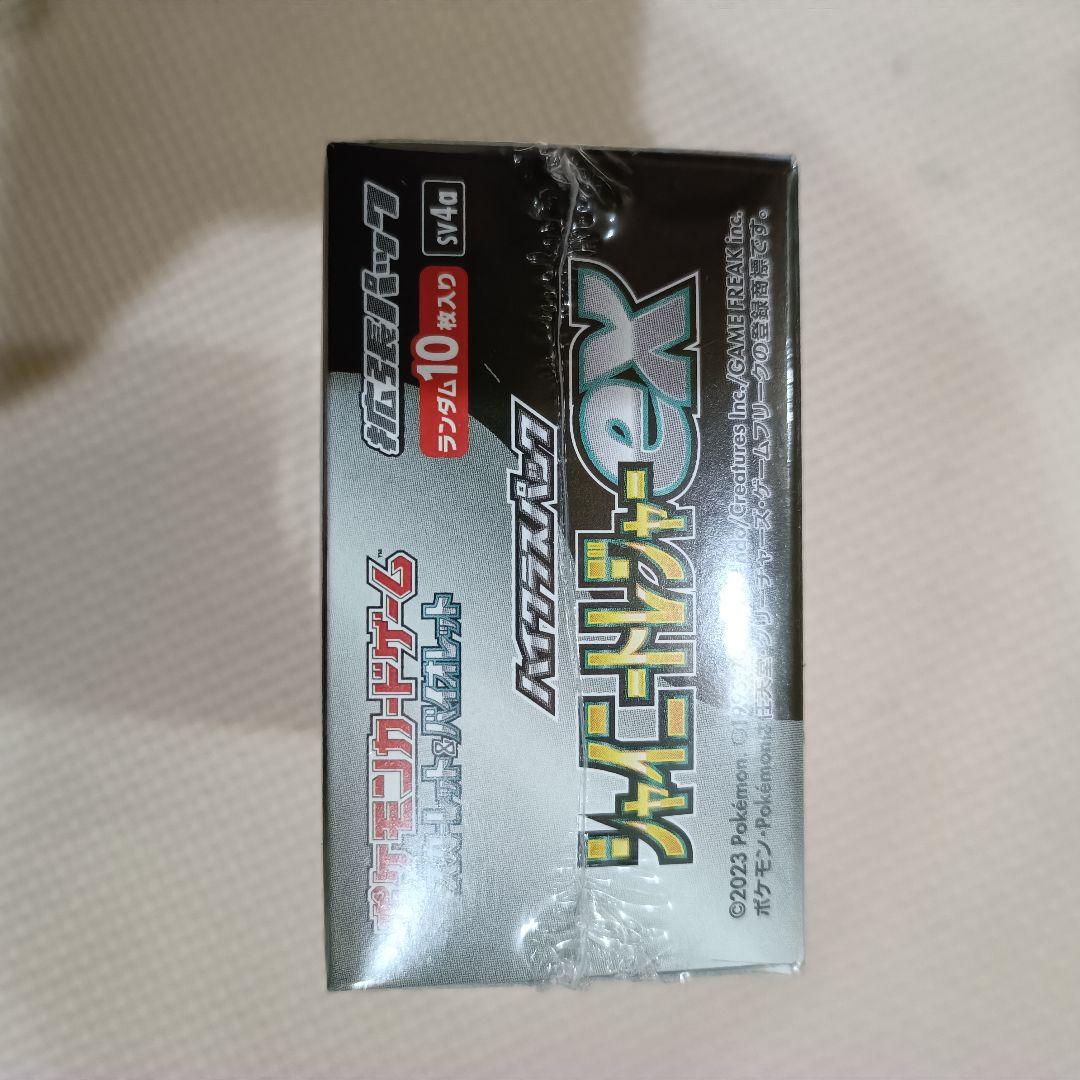 ポケモンカードゲーム™
スカーレット&バイオレット
拡張パック
ランダム10枚入り
SV4a
ハイクラスパック
シャイニートレジャーex
©2023 Pokémon. ©1995 /Creatures Inc./GAME FREAK inc.
ポケモン・Pokémonは任天堂・クリーチャーズ・ゲームフリークの登録商標です。